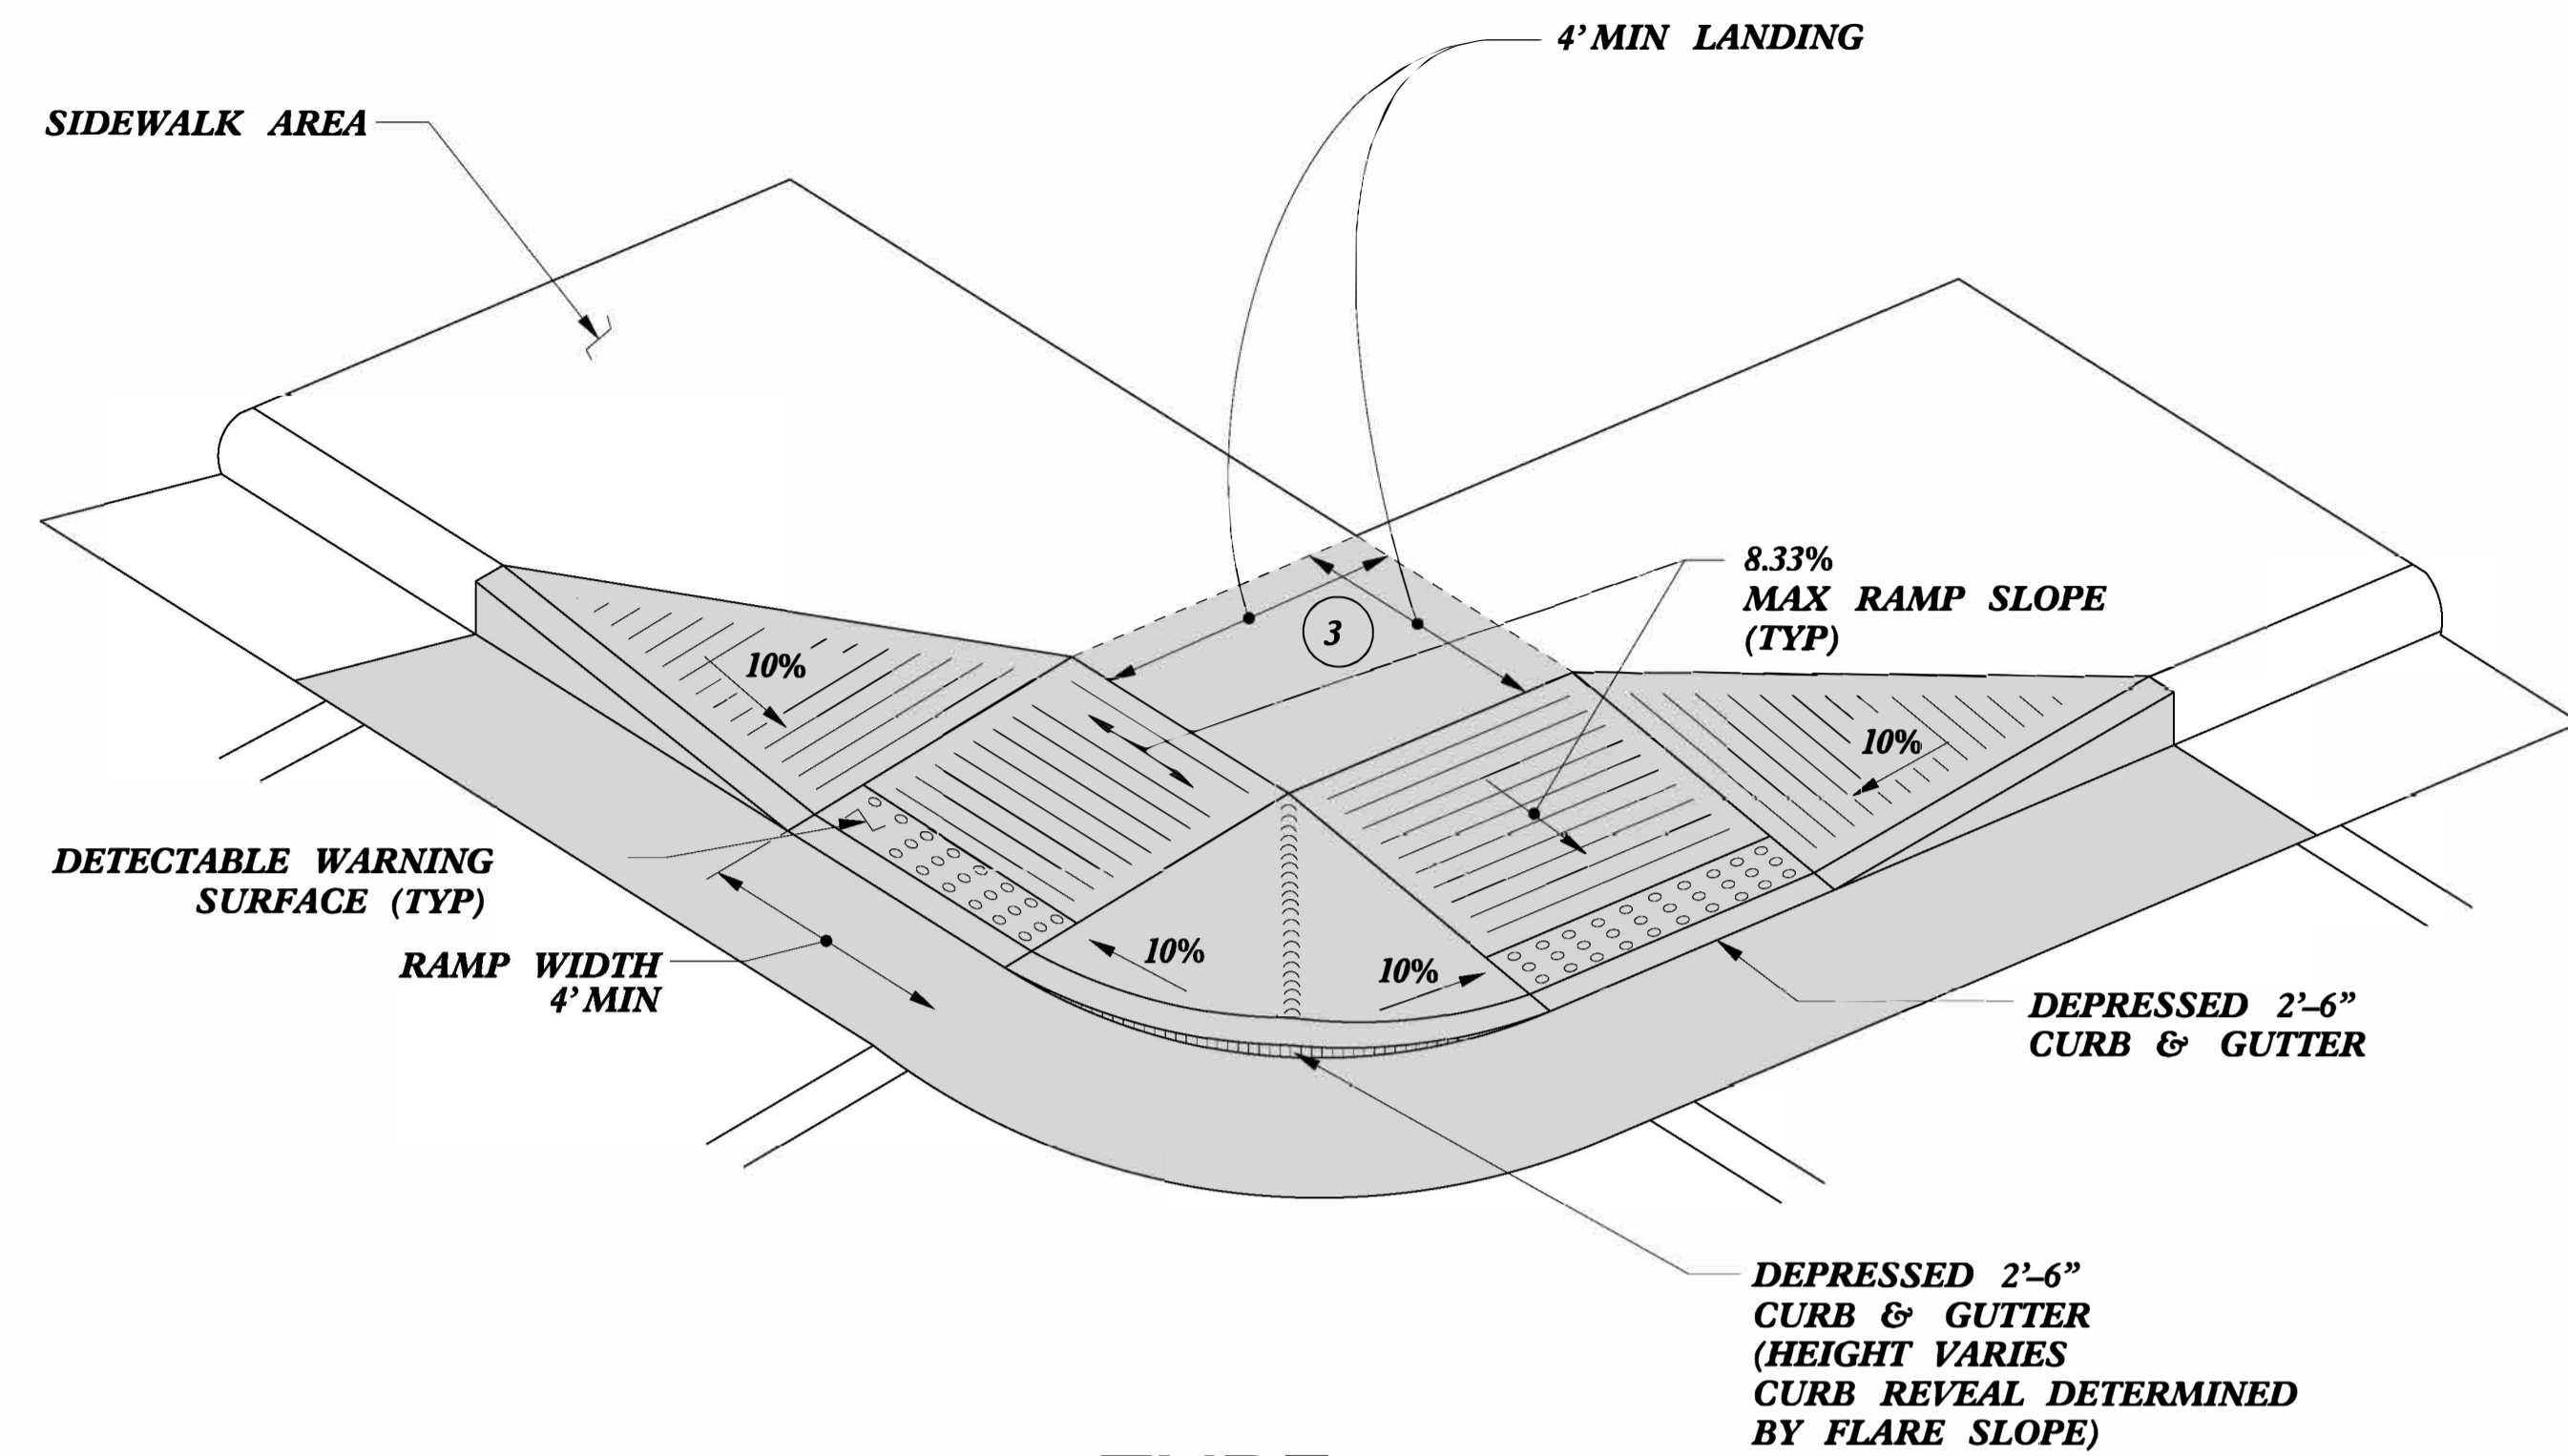 4' MIN LANDING
SIDEWALK AREA
8.33%
MAX RAMP SLOPE
(TYP)
3
10%
10%
DETECTABLE WARNING
SURFACE (TYP)
RAMP WIDTH
4' MIN
10%
10%
DEPRESSED 2'–6”
CURB & GUTTER
DEPRESSED 2'–6”
CURB & GUTTER
(HEIGHT VARIES
CURB REVEAL DETERMINED
BY FLARE SLOPE)